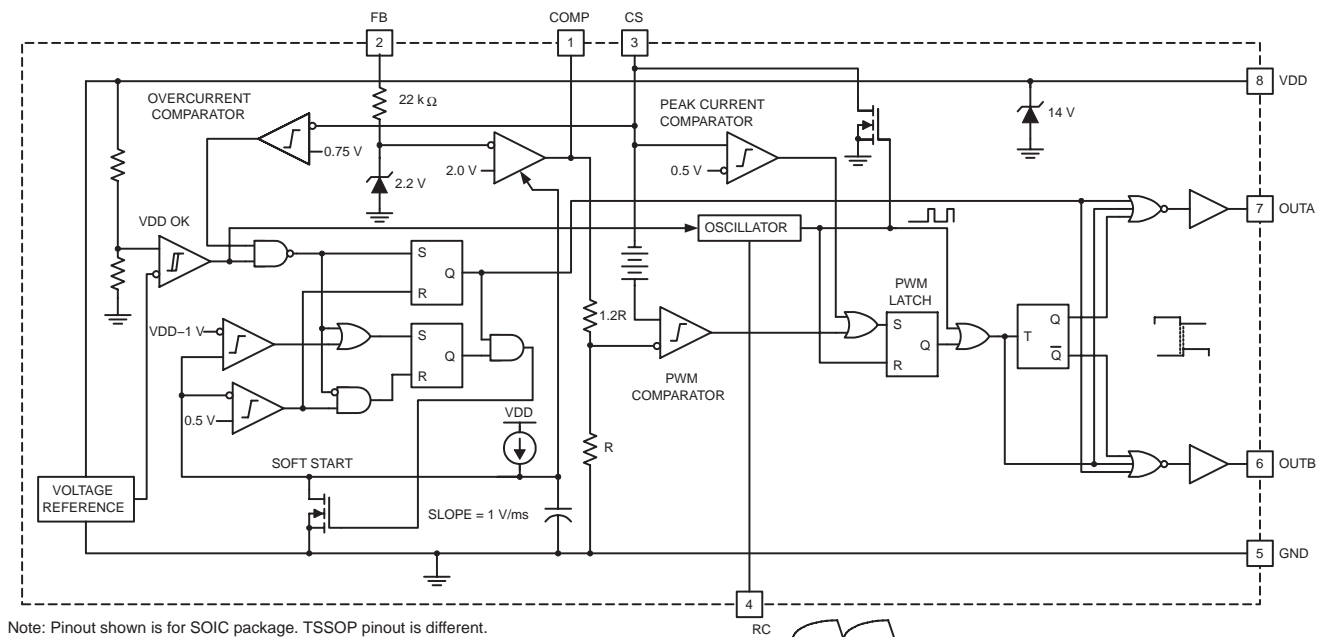 FB COMP CS
2 1 3
8 VDD
OVERCURRENT
COMPARATOR
22 kΩ
PEAK CURRENT
COMPARATOR
14 V
0.75 V
2.2 V
2.0 V
0.5 V
VDD OK
OSCILLATOR
7 OUTA
S
Q
R
PWM
LATCH
1.2R
VDD–1 V
S
Q
R
S
Q
R
T
Q
Q̅
PWM
COMPARATOR
0.5 V
VDD
R
SOFT START
6 OUTB
VOLTAGE
REFERENCE
SLOPE = 1 V/ms
5 GND
4
RC
Note: Pinout shown is for SOIC package. TSSOP pinout is different.